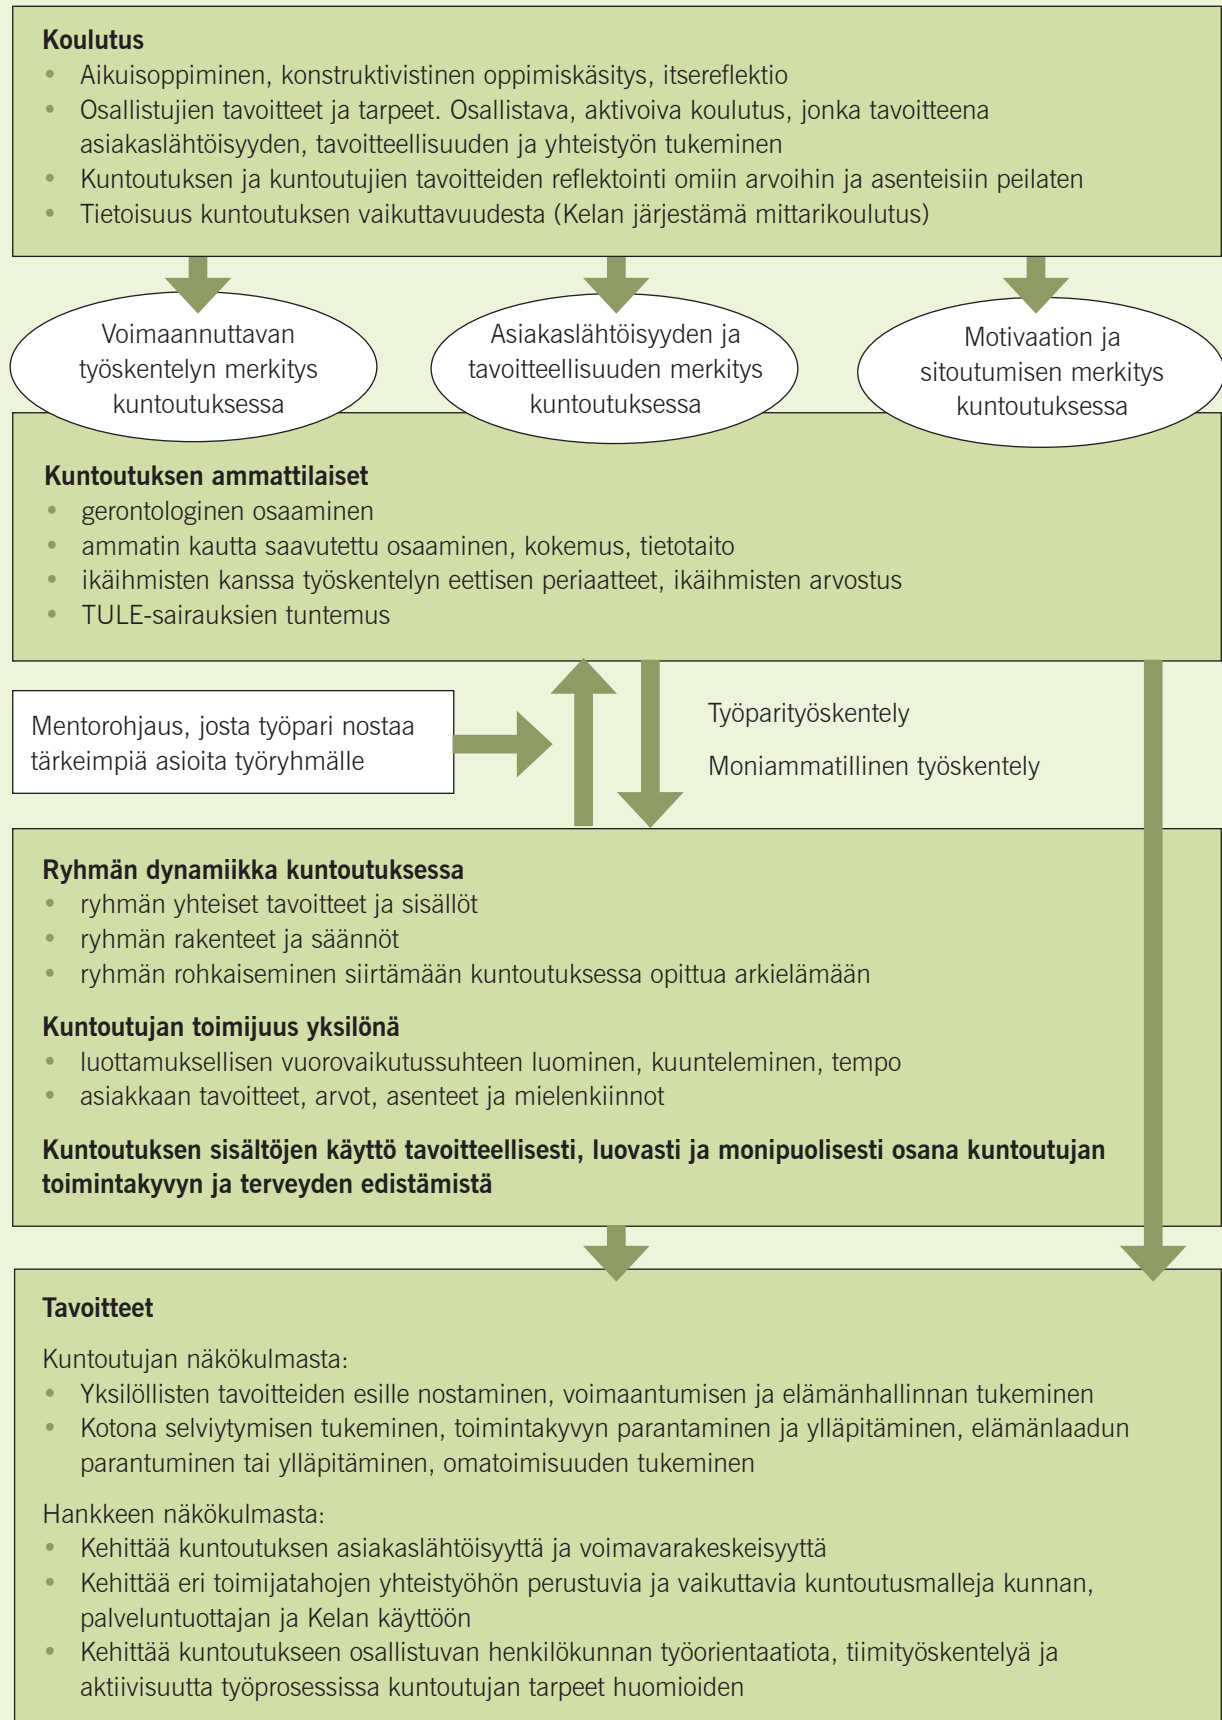 Koulutus
• Aikuisoppiminen, konstruktivistinen oppimiskäsitys, itsereflektio
• Osallistujien tavoitteet ja tarpeet. Osallistava, aktivoiva koulutus, jonka tavoitteena
asiakaslähtöisyyden, tavoitteellisuuden ja yhteistyön tukeminen
• Kuntoutuksen ja kuntoutujien tavoitteiden reflektointi omiin arvoihin ja asenteisiin peilaten
• Tietoisuus kuntoutuksen vaikuttavuudesta (Kelan järjestämä mittarikoulutus)
Voimaannuttavan
työskentelyn merkitys
kuntoutuksessa
Asiakaslähtöisyyden ja
tavoitteellisuuden merkitys
kuntoutuksessa
Motivaation ja
sitoutumisen merkitys
kuntoutuksessa
Kuntoutuksen ammattilaiset
• gerontologinen osaaminen
• ammatin kautta saavutettu osaaminen, kokemus, tietotaito
• ikäihmisten kanssa työskentelyn eettisen periaatteet, ikäihmisten arvostus
• TULE-sairauksien tuntemus
Mentorohjaus, josta työpari nostaa
tärkeimpiä asioita työryhmälle
Työparityöskentely
Moniammatillinen työskentely
Ryhmän dynamiikka kuntoutuksessa
• ryhmän yhteiset tavoitteet ja sisällöt
• ryhmän rakenteet ja säännöt
• ryhmän rohkaiseminen siirtämään kuntoutuksessa opittua arkielämään
Kuntoutujan toimijuus yksilönä
• luottamuksellisen vuorovaikutussuhteen luominen, kuunteleminen, tempo
• asiakkaan tavoitteet, arvot, asenteet ja mielenkiinnot
Kuntoutuksen sisältöjen käyttö tavoitteellisesti, luovasti ja monipuolisesti osana kuntoutujan
toimintakyvyn ja terveyden edistämistä
Tavoitteet
Kuntoutujan näkökulmasta:
• Yksilöllisten tavoitteiden esille nostaminen, voimaantumisen ja elämänhallinnan tukeminen
• Kotona selviytymisen tukeminen, toimintakyvyn parantaminen ja ylläpitäminen, elämänlaadun
parantuminen tai ylläpitäminen, omatoimisuuden tukeminen
Hankkeen näkökulmasta:
• Kehittää kuntoutuksen asiakaslähtöisyyttä ja voimavarakeskeisyyttä
• Kehittää eri toimijatahojen yhteistyöhön perustuvia ja vaikuttavia kuntoutusmalleja kunnan,
palveluntuottajan ja Kelan käyttöön
• Kehittää kuntoutukseen osallistuvan henkilökunnan työorientaatiota, tiimityöskentelyä ja
aktiivisuutta työprosessissa kuntoutujan tarpeet huomioiden